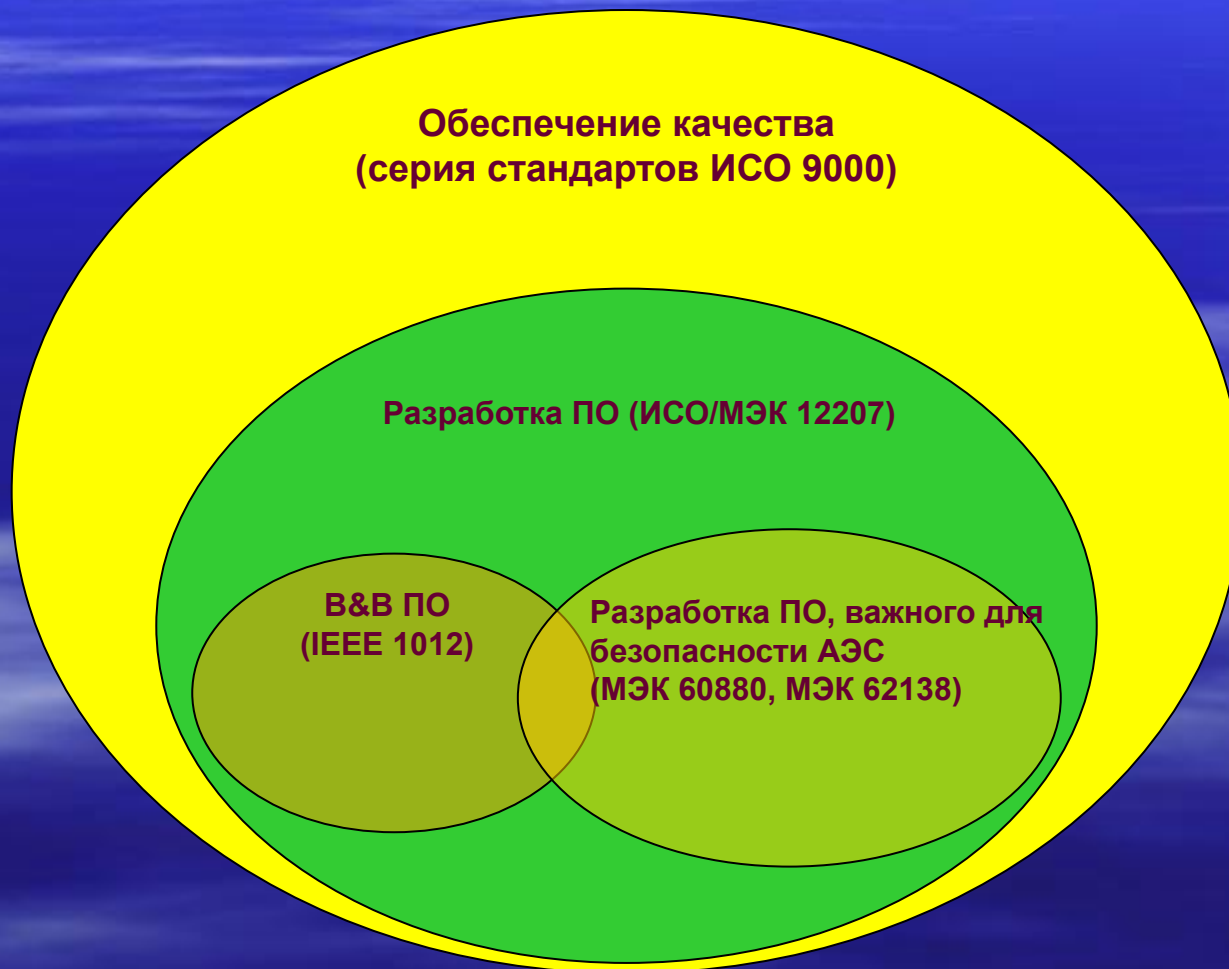 Обеспечение качества
(серия стандартов ИСО 9000)
Разработка ПО (ИСО/МЭК 12207)
В&В ПО
(IEEE 1012)
Разработка ПО, важного для
безопасности АЭС
(МЭК 60880, МЭК 62138)